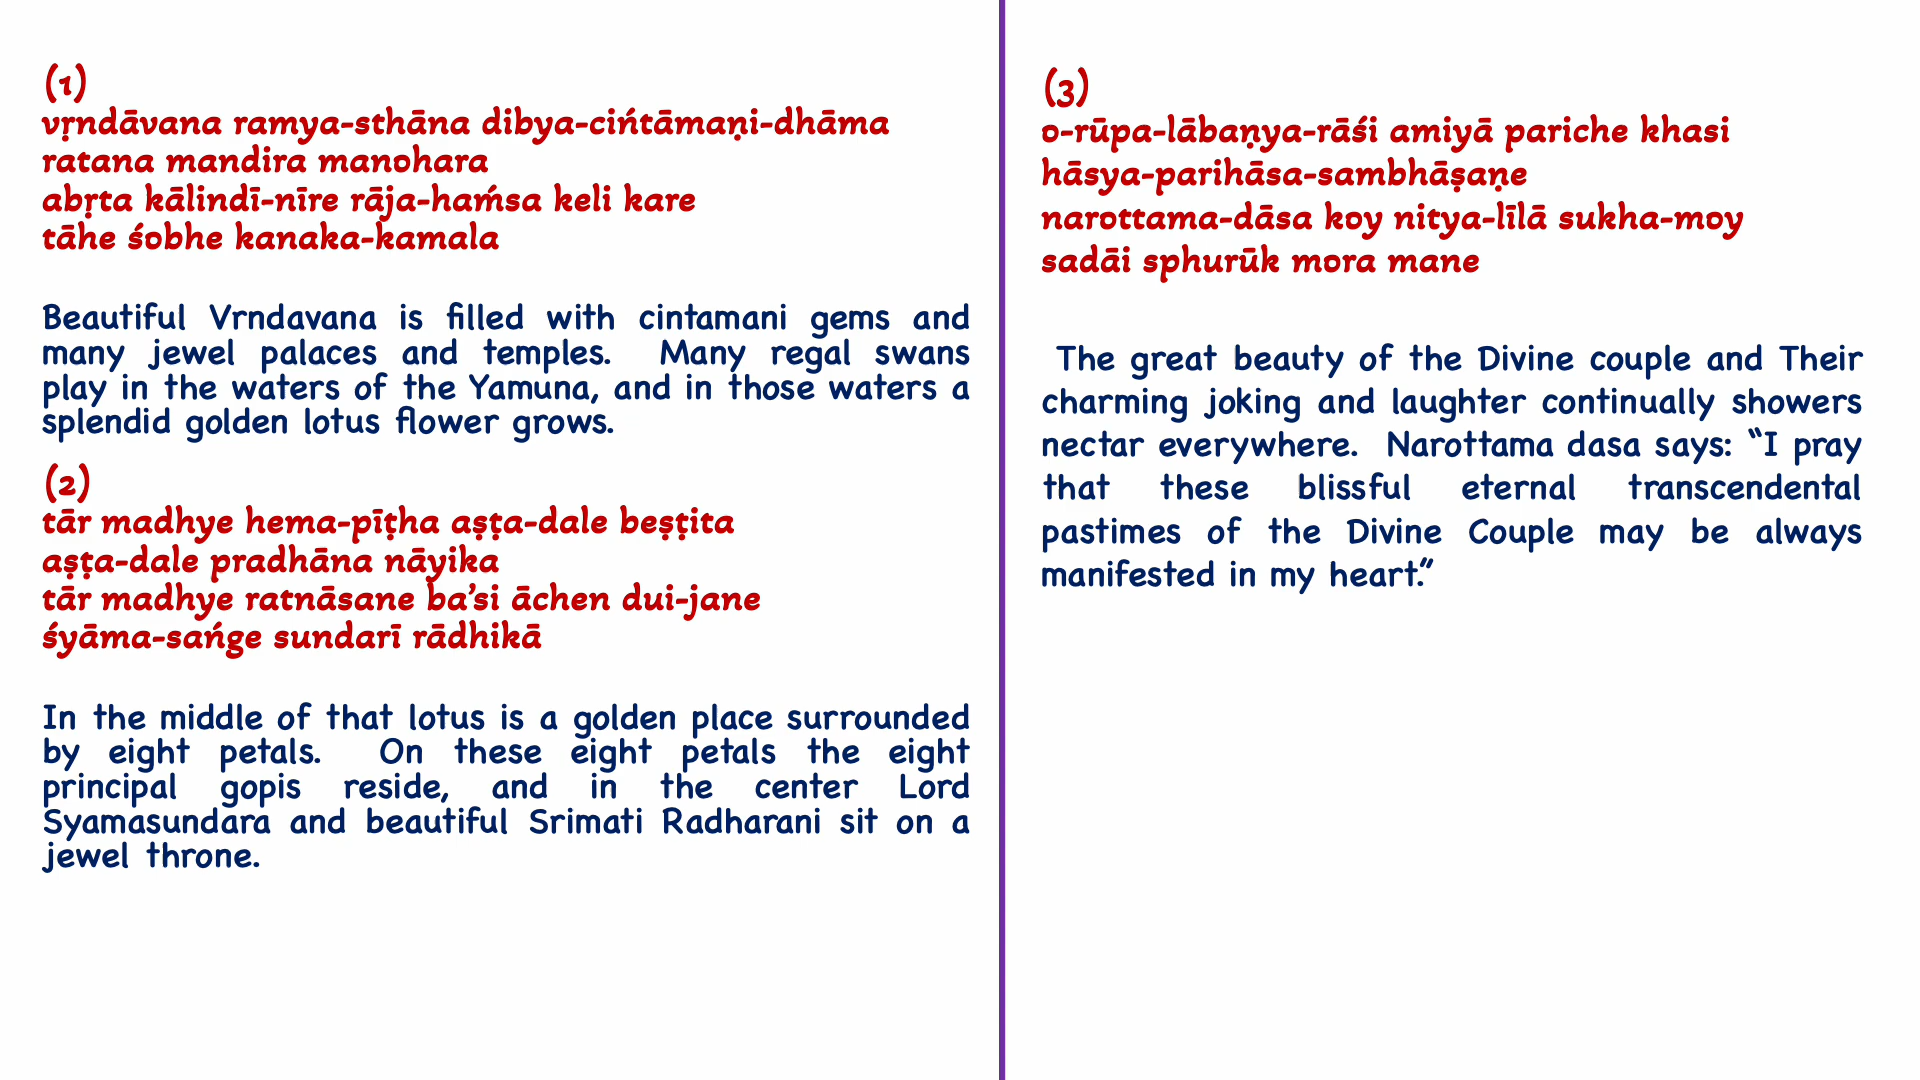 (1)
vṛndāvana ramya-sthāna dibya-cińtāmaṇi-dhāma
ratana mandira manohara
abṛta kālindī-nīre rāja-haḿsa keli kare
tāhe śobhe kanaka-kamala
Beautiful Vrndavana is filled with cintamani gems and
many jewel palaces and temples. Many regal swans
play in the waters of the Yamuna, and in those waters a
splendid golden lotus flower grows.
(2)
tār madhye hema-pīṭha aṣṭa-dale beṣṭita
aṣṭa-dale pradhāna nāyika
tār madhye ratnāsane ba’si āchen dui-jane
śyāma-sańge sundarī rādhikā
In the middle of that lotus is a golden place surrounded
by eight petals. On these eight petals the eight
principal gopis reside, and in the center Lord
Syamasundara and beautiful Srimati Radharani sit on a
jewel throne.
(3)
o-rūpa-lābaṇya-rāśi amiyā pariche khasi
hāsya-parihāsa-sambhāṣaṇe
narottama-dāsa koy nitya-līlā sukha-moy
sadāi sphurūk mora mane
The great beauty of the Divine couple and Their
charming joking and laughter continually showers
nectar everywhere. Narottama dasa says: “I pray
that these blissful eternal transcendental
pastimes of the Divine Couple may be always
manifested in my heart.”